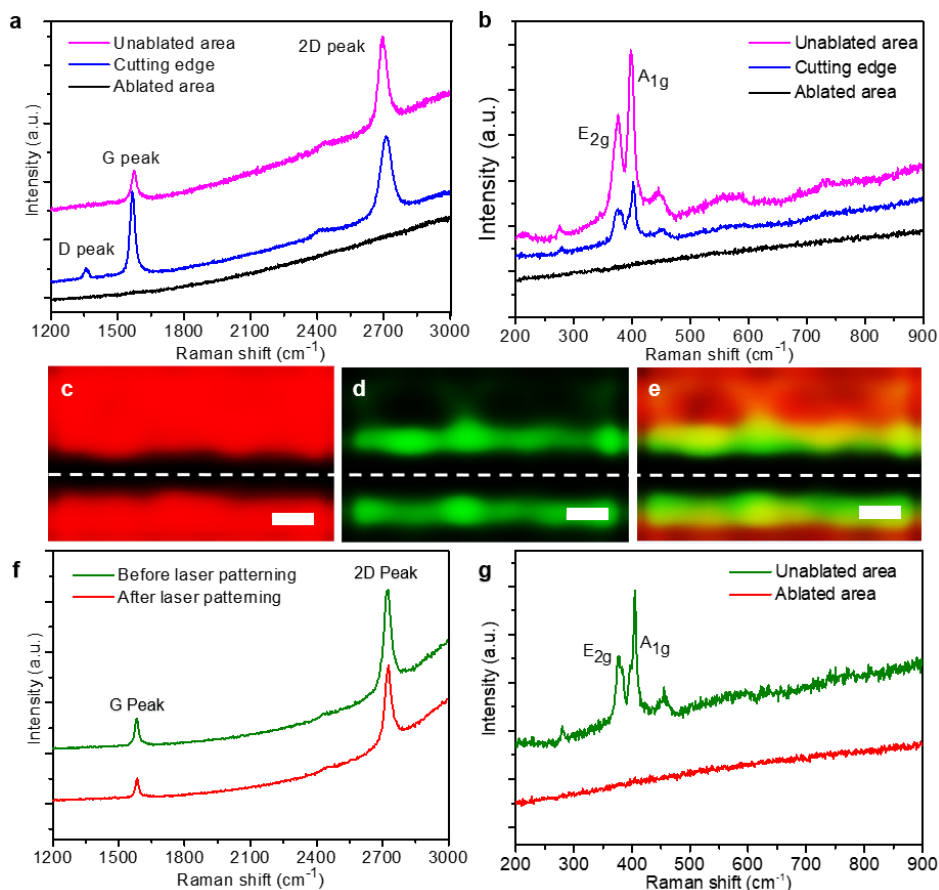 a
Unablated area
Cutting edge
Ablated area
2D peak
G peak
D peak
Intensity (a.u.)
1200 1500 1800 2100 2400 2700 3000
Raman shift (cm⁻¹)
b
Unablated area
Cutting edge
Ablated area
A1g
E2g
Intensity (a.u.)
200 300 400 500 600 700 800 900
Raman shift (cm⁻¹)
c
d
e
f
Before laser patterning
After laser patterning
2D Peak
G Peak
Intensity (a.u.)
1200 1500 1800 2100 2400 2700 3000
Raman shift (cm⁻¹)
g
Unablated area
Ablated area
E2g
A1g
Intensity (a.u.)
200 300 400 500 600 700 800 900
Raman shift (cm⁻¹)